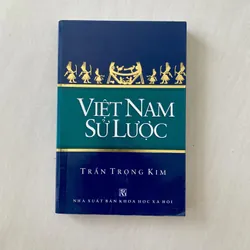 VIỆT NAM
SỬ LƯỢC
TRẦN TRỌNG KIM
NHÀ XUẤT BẢN KHOA HỌC XÃ HỘI